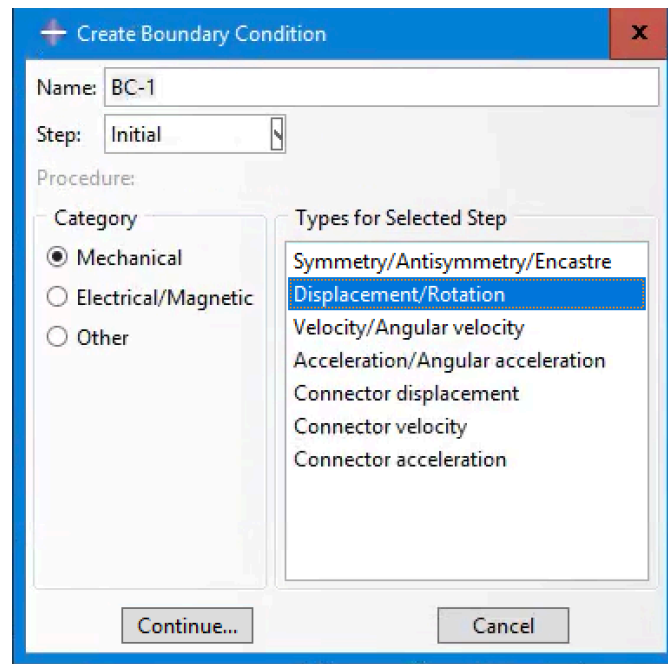 Create Boundary Condition
Name: BC-1
Step: Initial
Procedure:
Category
Mechanical
Electrical/Magnetic
Other
Types for Selected Step
Symmetry/Antisymmetry/Encastre
Displacement/Rotation
Velocity/Angular velocity
Acceleration/Angular acceleration
Connector displacement
Connector velocity
Connector acceleration
Continue...
Cancel